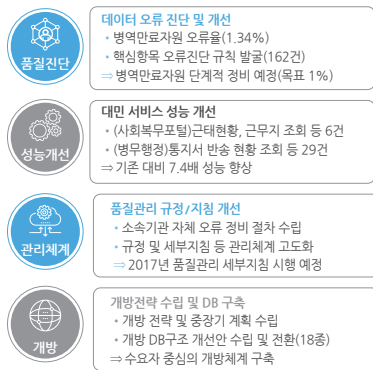 품질진단
데이터 오류 진단 및 개선
• 병역만료자원 오류율(1.34%)
• 핵심항목 오류진단 규칙 발굴(162건)
⇒ 병역만료자원 단계적 정비 예정(목표 1%)
성능개선
대민 서비스 성능 개선
• (사회복무포털)근태현황, 근무지 조회 등 6건
• (병무행정)통지서 반송 현황 조회 등 29건
⇒ 기존 대비 7.4배 성능 향상
관리체계
품질관리 규정/지침 개선
• 소속기관 자체 오류 정비 절차 수립
• 규정 및 세부지침 등 관리체계 고도화
⇒ 2017년 품질관리 세부지침 시행 예정
개방
개방전략 수립 및 DB 구축
• 개방 전략 및 중장기 계획 수립
• 개방 DB구조 개선안 수립 및 전환(18종)
⇒ 수요자 중심의 개방체계 구축